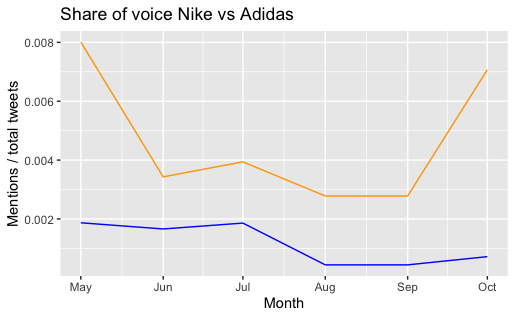 Share of voice Nike vs Adidas
Mentions / total tweets
0.008
0.006
0.004
0.002
May Jun Jul Aug Sep Oct
Month